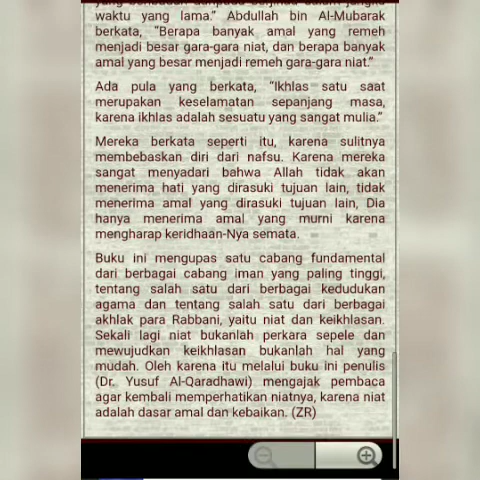 waktu yang lama." Abdullah bin Al-Mubarak
berkata, "Berapa banyak amal yang remeh
menjadi besar gara-gara niat, dan berapa banyak
amal yang besar menjadi remeh gara-gara niat."
Ada pula yang berkata, "Ikhlas satu saat
merupakan keselamatan sepanjang masa,
karena ikhlas adalah sesuatu yang sangat mulia."
Mereka berkata seperti itu, karena sulitnya
membebaskan diri dari nafsu. Karena mereka
sangat menyadari bahwa Allah tidak akan
menerima hati yang dirasuki tujuan lain, tidak
menerima amal yang dirasuki tujuan lain, Dia
hanya menerima amal yang murni karena
mengharap keridhaan-Nya semata.
Buku ini mengupas satu cabang fundamental
dari berbagai cabang iman yang paling tinggi,
tentang salah satu dari berbagai kedudukan
agama dan tentang salah satu dari berbagai
akhlak para Rabbani, yaitu niat dan keikhlasan.
Sekali lagi niat bukanlah perkara sepele dan
mewujudkan keikhlasan bukanlah hal yang
mudah. Oleh karena itu melalui buku ini penulis
(Dr. Yusuf Al-Qaradhawi) mengajak pembaca
agar kembali memperhatikan niatnya, karena niat
adalah dasar amal dan kebaikan. (ZR)